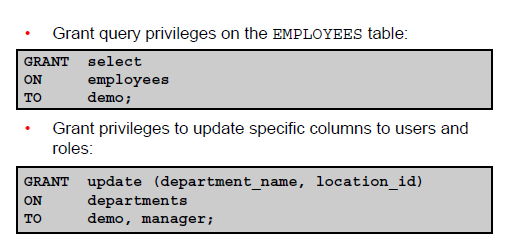 • Grant query privileges on the EMPLOYEES table:
GRANT select
ON employees
TO demo;
• Grant privileges to update specific columns to users and
roles:
GRANT update (department_name, location_id)
ON departments
TO demo, manager;